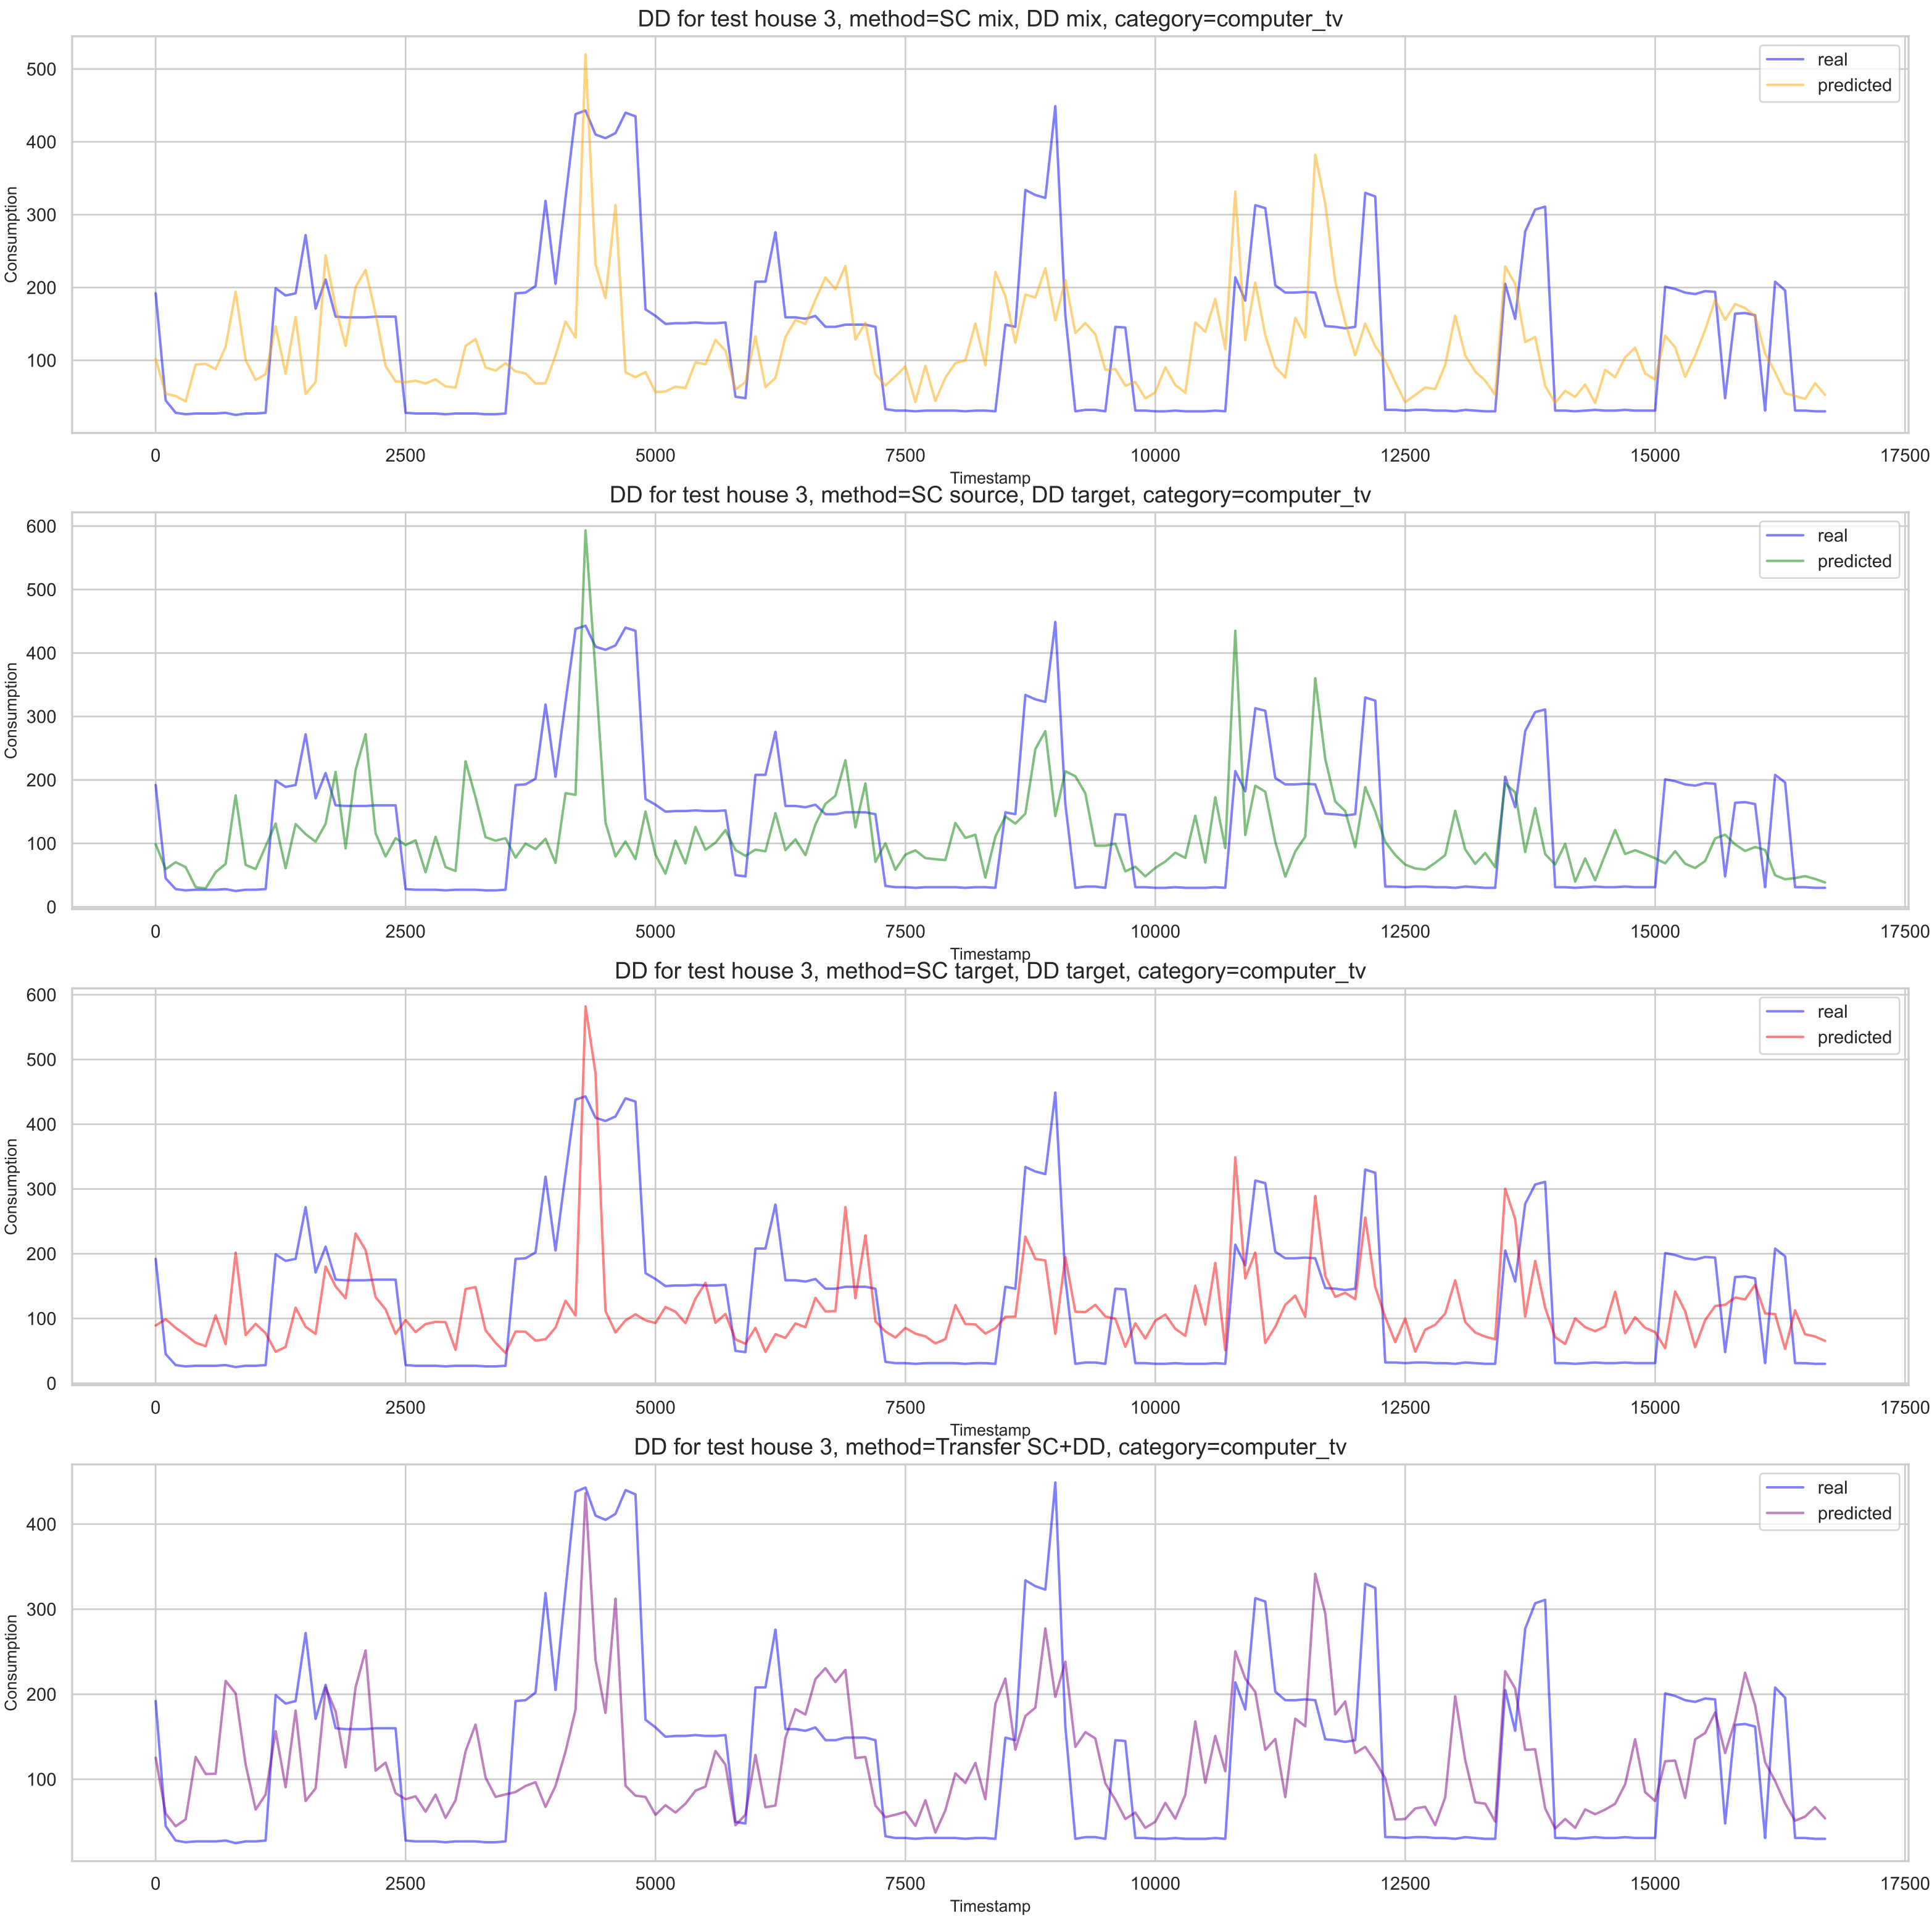 DD for test house 3, method=SC mix, DD mix, category=computer_tv
real
predicted
500
400
300
200
100
Consumption
0 2500 5000 7500 10000 12500 15000 17500
Timestamp
DD for test house 3, method=SC source, DD target, category=computer_tv
real
predicted
600
500
400
300
200
100
0
Consumption
0 2500 5000 7500 10000 12500 15000 17500
Timestamp
DD for test house 3, method=SC target, DD target, category=computer_tv
real
predicted
600
500
400
300
200
100
0
Consumption
0 2500 5000 7500 10000 12500 15000 17500
Timestamp
DD for test house 3, method=Transfer SC+DD, category=computer_tv
real
predicted
400
300
200
100
Consumption
0 2500 5000 7500 10000 12500 15000 17500
Timestamp